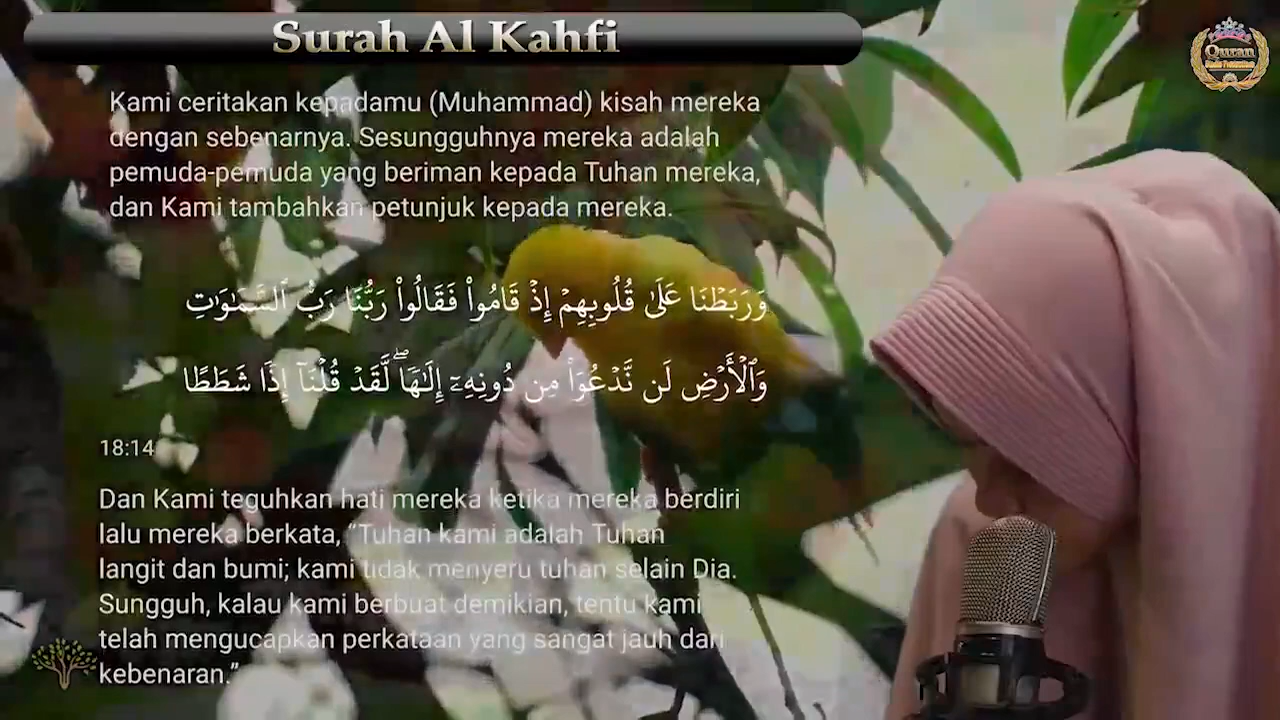 Surah Al Kahfi
Quran
Kami ceritakan kepadamu (Muhammad) kisah mereka
dengan sebenarnya. Sesungguhnya mereka adalah
pemuda-pemuda yang beriman kepada Tuhan mereka,
dan Kami tambahkan petunjuk kepada mereka.
وَرَبَطْنَا عَلَىٰ قُلُوبِهِمْ إِذْ قَامُوا۟ فَقَالُوا۟ رَبُّنَا رَبُّ ٱلسَّمَـٰوَٰتِ
وَٱلْأَرْضِ لَن نَّدْعُوَا۟ مِن دُونِهِۦٓ إِلَـٰهًا ۖ لَّقَدْ قُلْنَآ إِذًا شَطَطًا
18:14
Dan Kami teguhkan hati mereka ketika mereka berdiri
lalu mereka berkata, “Tuhan kami adalah Tuhan
langit dan bumi; kami tidak menyeru tuhan selain Dia.
Sungguh, kalau kami berbuat demikian, tentu kami
telah mengucapkan perkataan yang sangat jauh dari
kebenaran.”